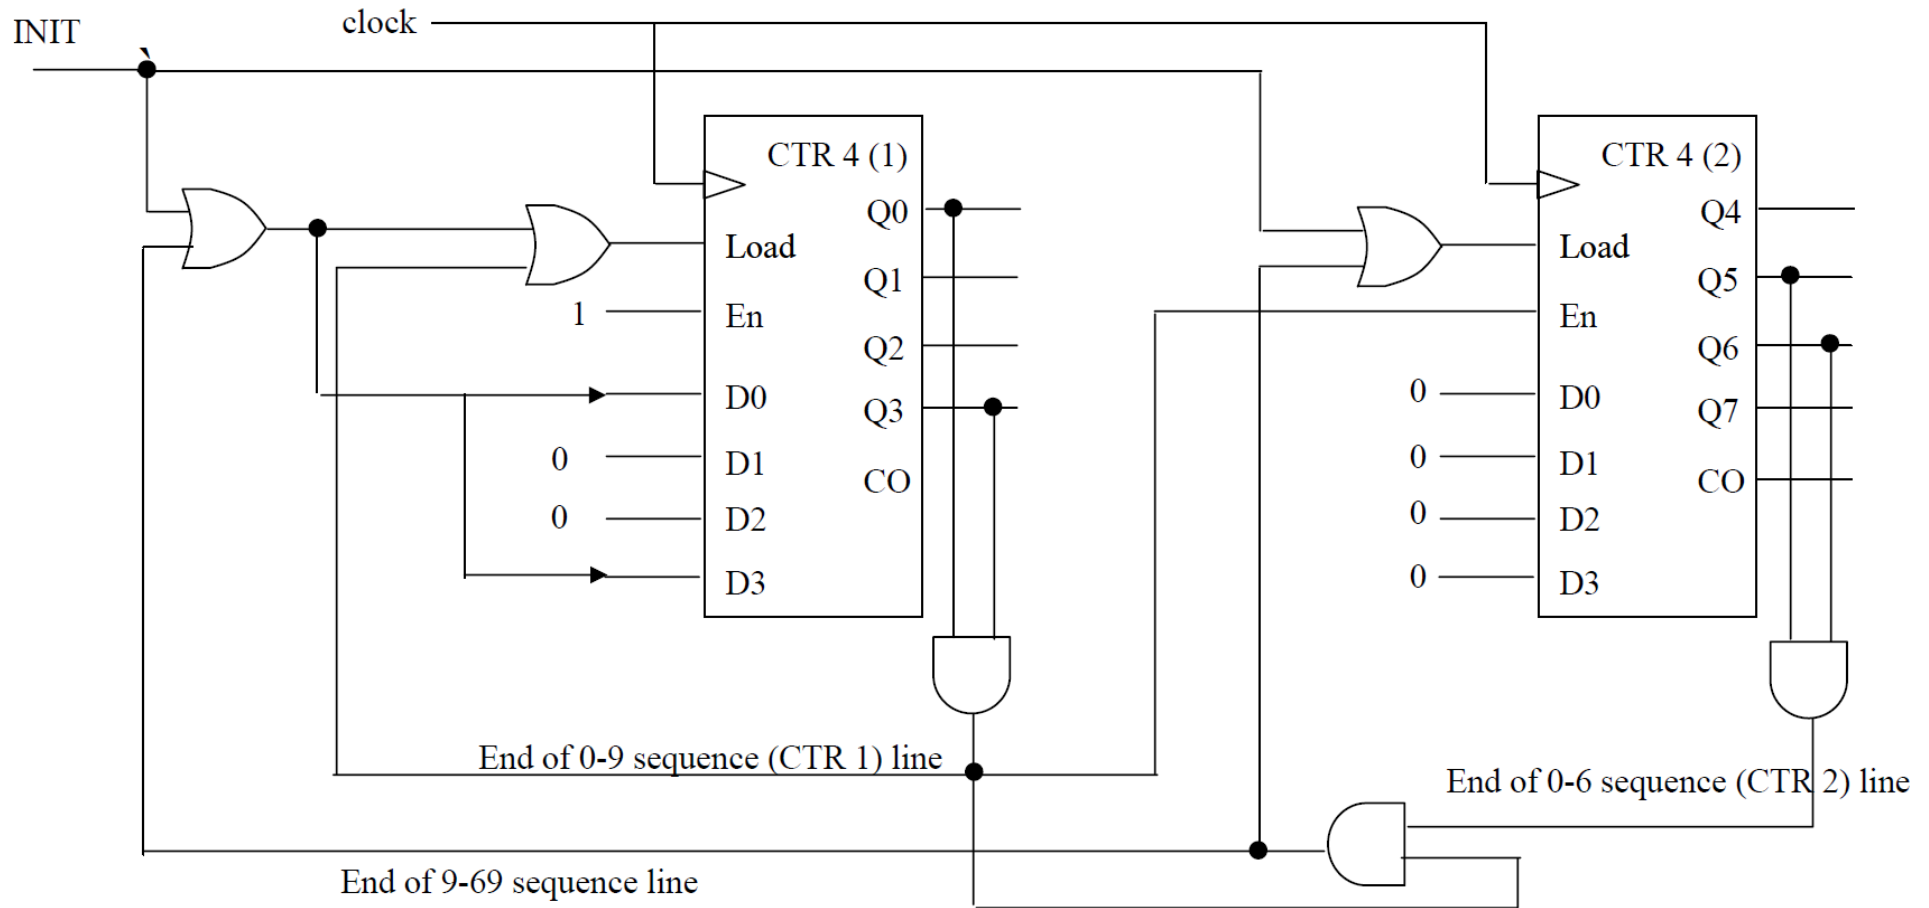 INIT
clock
CTR 4 (1)
Q0
Load
Q1
1
En
Q2
D0
Q3
0
D1
CO
0
D2
D3
CTR 4 (2)
Q4
Load
Q5
En
Q6
0
D0
Q7
0
D1
CO
0
D2
0
D3
End of 0-9 sequence (CTR 1) line
End of 0-6 sequence (CTR 2) line
End of 9-69 sequence line